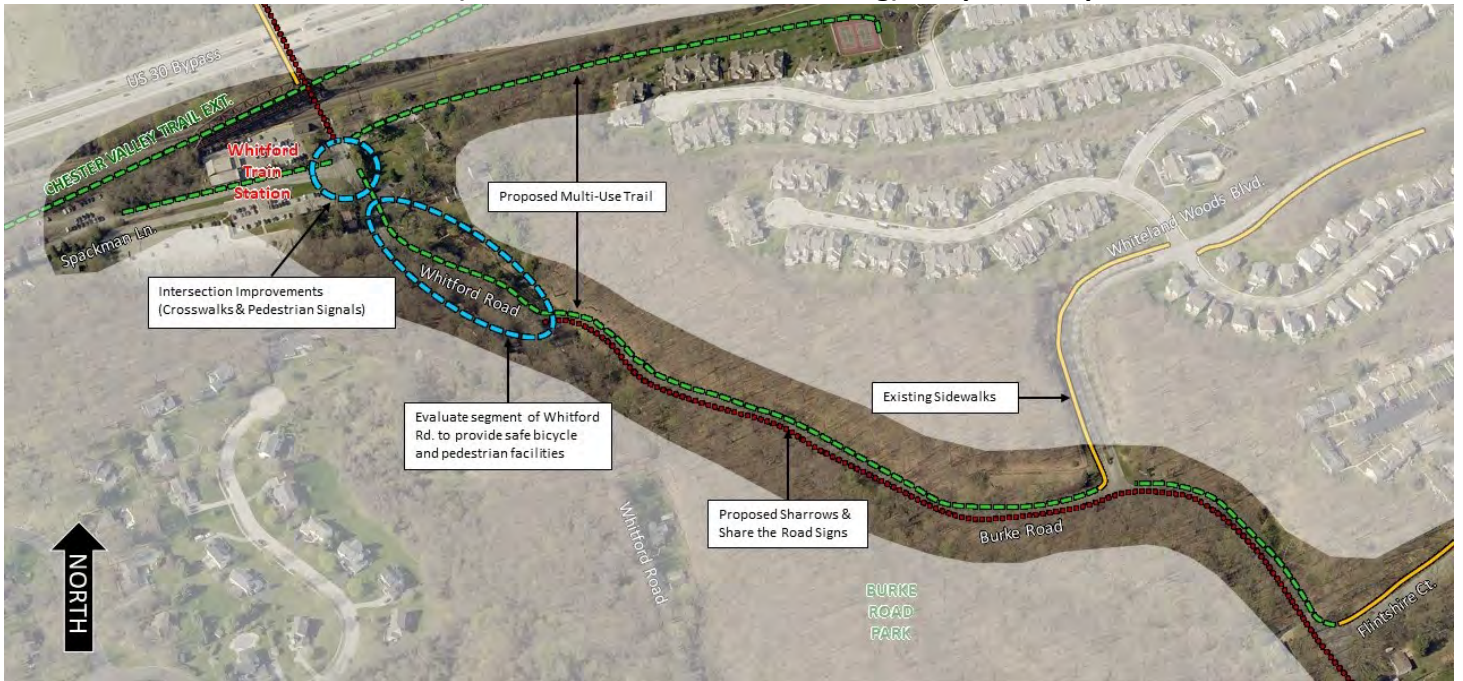 US 30 Bypass
CHESTER VALLEY TRAIL EXT.
Whitford
Train
Station
Spackman Ln.
Proposed Multi-Use Trail
Whiteland Woods Blvd.
Intersection Improvements
(Crosswalks & Pedestrian Signals)
Whitford Road
Existing Sidewalks
Evaluate segment of Whitford
Rd. to provide safe bicycle
and pedestrian facilities
Proposed Sharrows &
Share the Road Signs
Whitford Road
Burke Road
NORTH
BURKE
ROAD
PARK
Flintshire Ct.